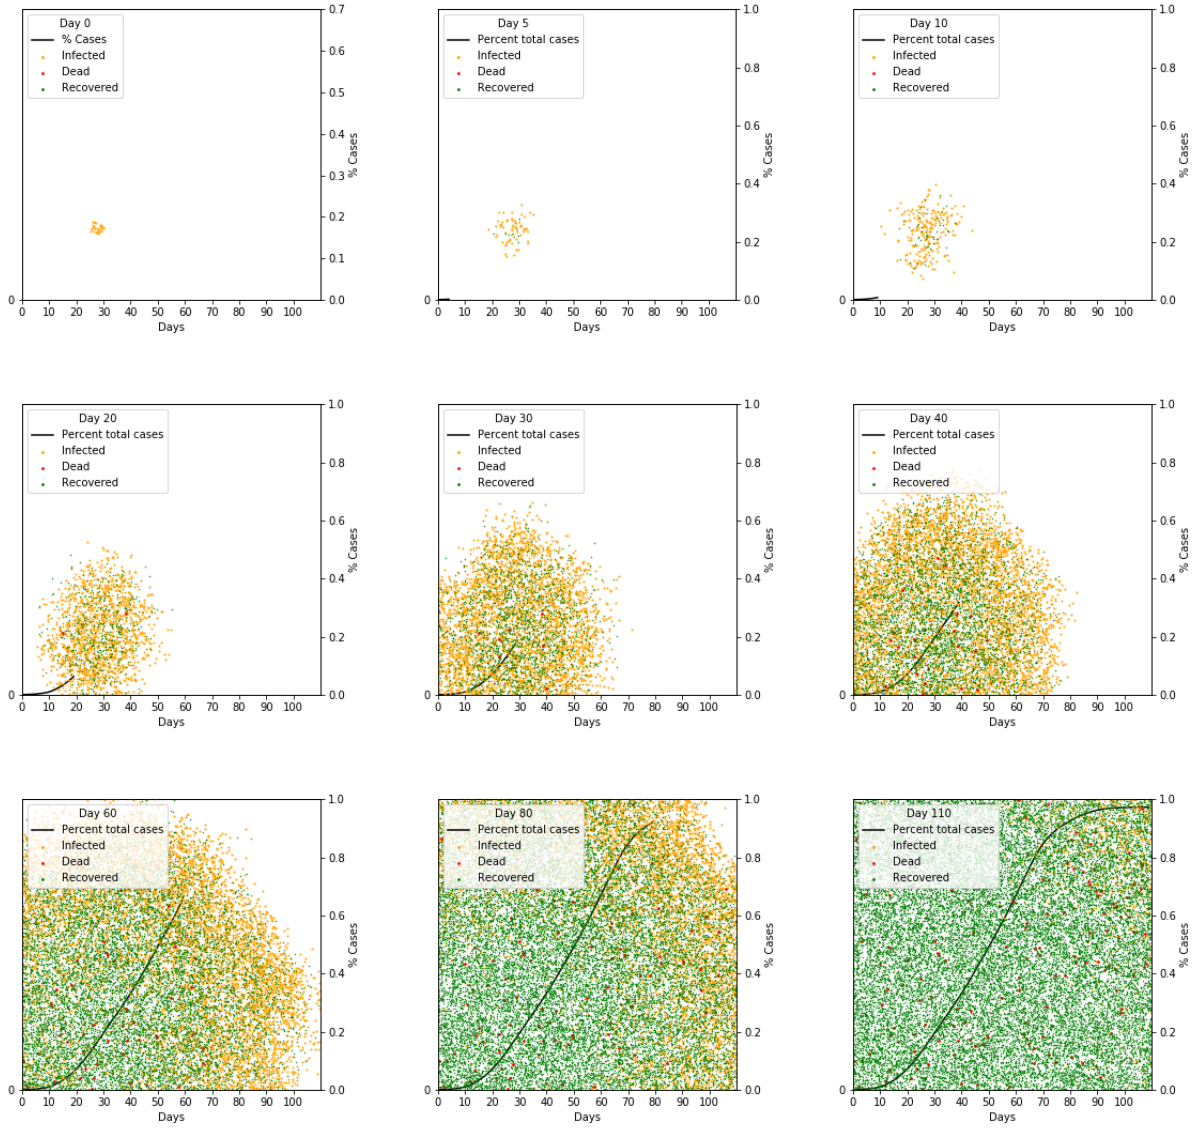 Day 0
% Cases
Infected
Dead
Recovered
0.7
0.6
0.5
0.4
0.3
0.2
0.1
0.0
% Cases
0
0 10 20 30 40 50 60 70 80 90 100
Days
Day 5
Percent total cases
Infected
Dead
Recovered
1.0
0.8
0.6
0.4
0.2
0.0
% Cases
0
0 10 20 30 40 50 60 70 80 90 100
Days
Day 10
Percent total cases
Infected
Dead
Recovered
1.0
0.8
0.6
0.4
0.2
0.0
% Cases
0
0 10 20 30 40 50 60 70 80 90 100
Days
Day 20
Percent total cases
Infected
Dead
Recovered
1.0
0.8
0.6
0.4
0.2
0.0
% Cases
0
0 10 20 30 40 50 60 70 80 90 100
Days
Day 30
Percent total cases
Infected
Dead
Recovered
1.0
0.8
0.6
0.4
0.2
0.0
% Cases
0
0 10 20 30 40 50 60 70 80 90 100
Days
Day 40
Percent total cases
Infected
Dead
Recovered
1.0
0.8
0.6
0.4
0.2
0.0
% Cases
0
0 10 20 30 40 50 60 70 80 90 100
Days
Day 60
Percent total cases
Infected
Dead
Recovered
1.0
0.8
0.6
0.4
0.2
0.0
% Cases
0
0 10 20 30 40 50 60 70 80 90 100
Days
Day 80
Percent total cases
Infected
Dead
Recovered
1.0
0.8
0.6
0.4
0.2
0.0
% Cases
0
0 10 20 30 40 50 60 70 80 90 100
Days
Day 110
Percent total cases
Infected
Dead
Recovered
1.0
0.8
0.6
0.4
0.2
0.0
% Cases
0
0 10 20 30 40 50 60 70 80 90 100
Days